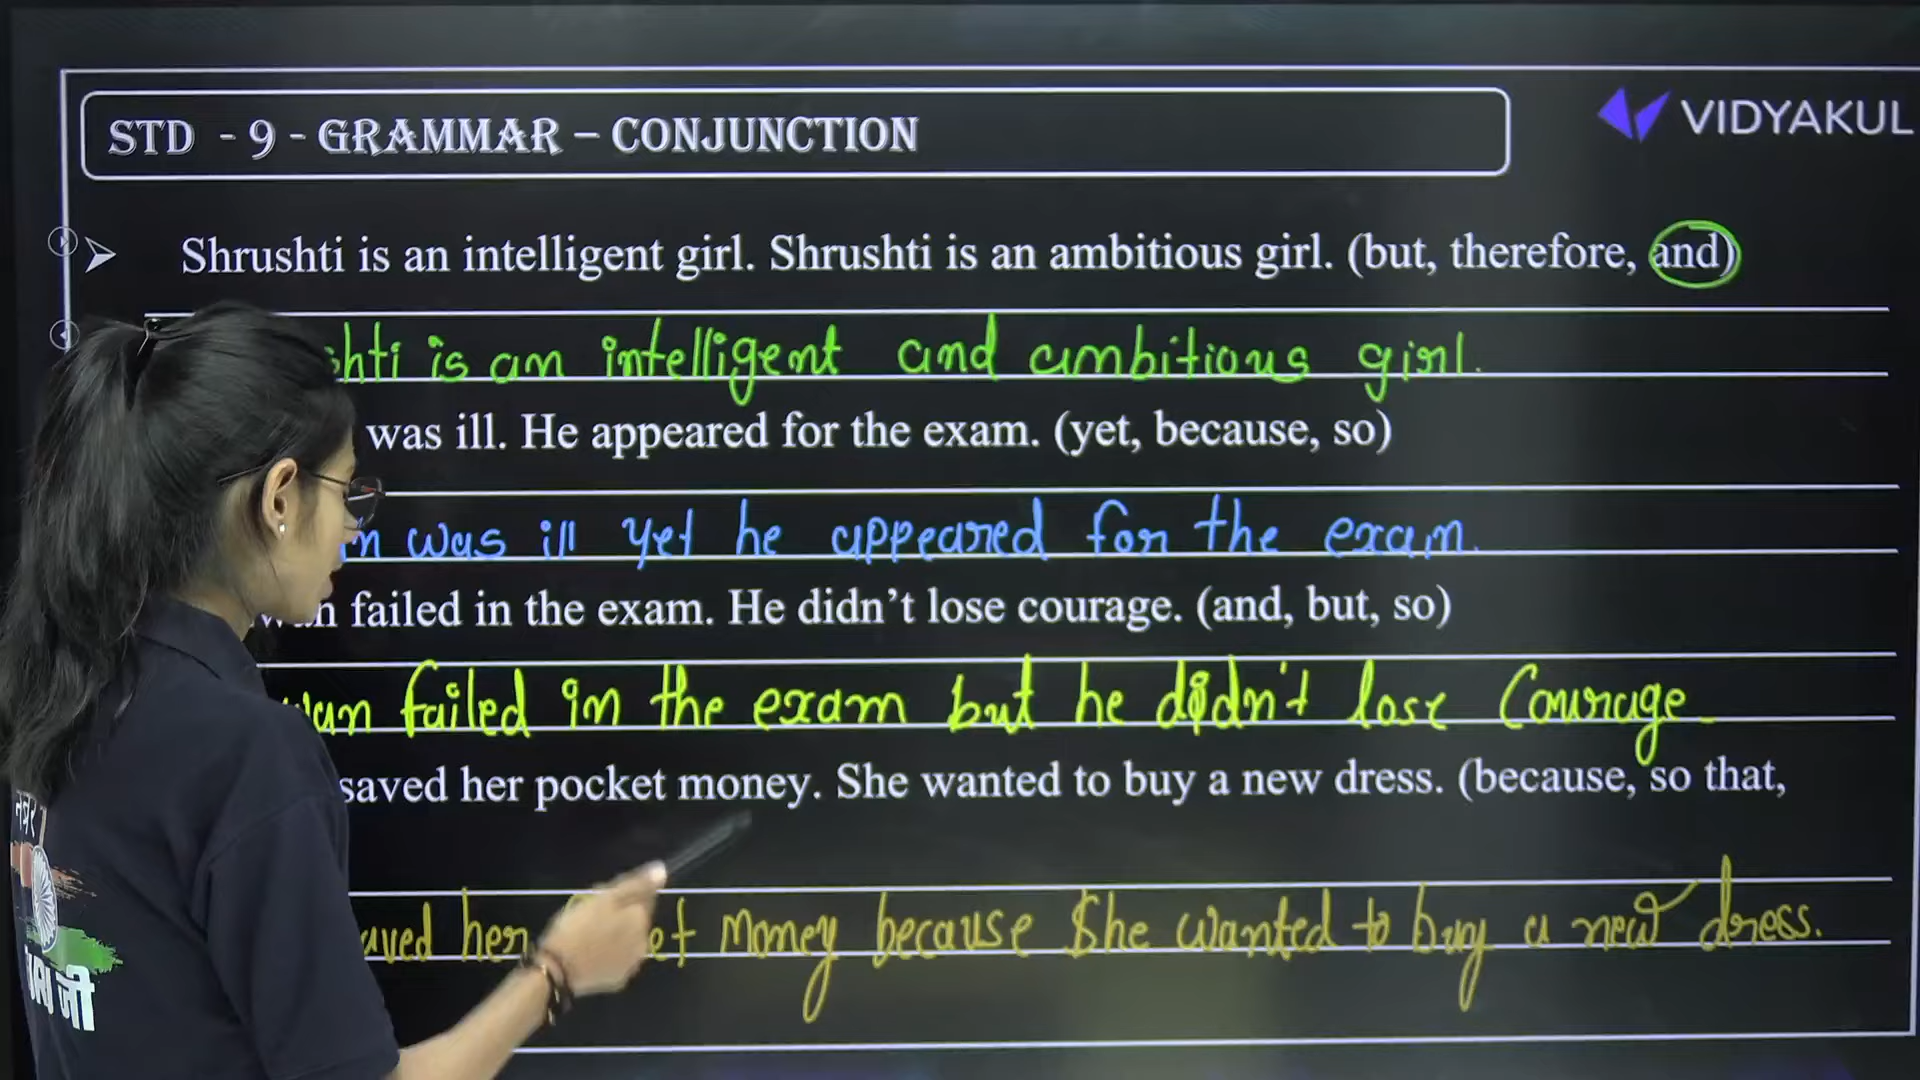 STD - 9 - GRAMMAR – CONJUNCTION
VIDYAKUL
Shrushti is an intelligent girl. Shrushti is an ambitious girl. (but, therefore, and)
is an intelligent and ambitious girl.
was ill. He appeared for the exam. (yet, because, so)
was ill yet he appeared for the exam.
failed in the exam. He didn’t lose courage. (and, but, so)
failed in the exam but he didn't lose Courage
saved her pocket money. She wanted to buy a new dress. (because, so that,
her money because She wanted to buy a new dress.
जी